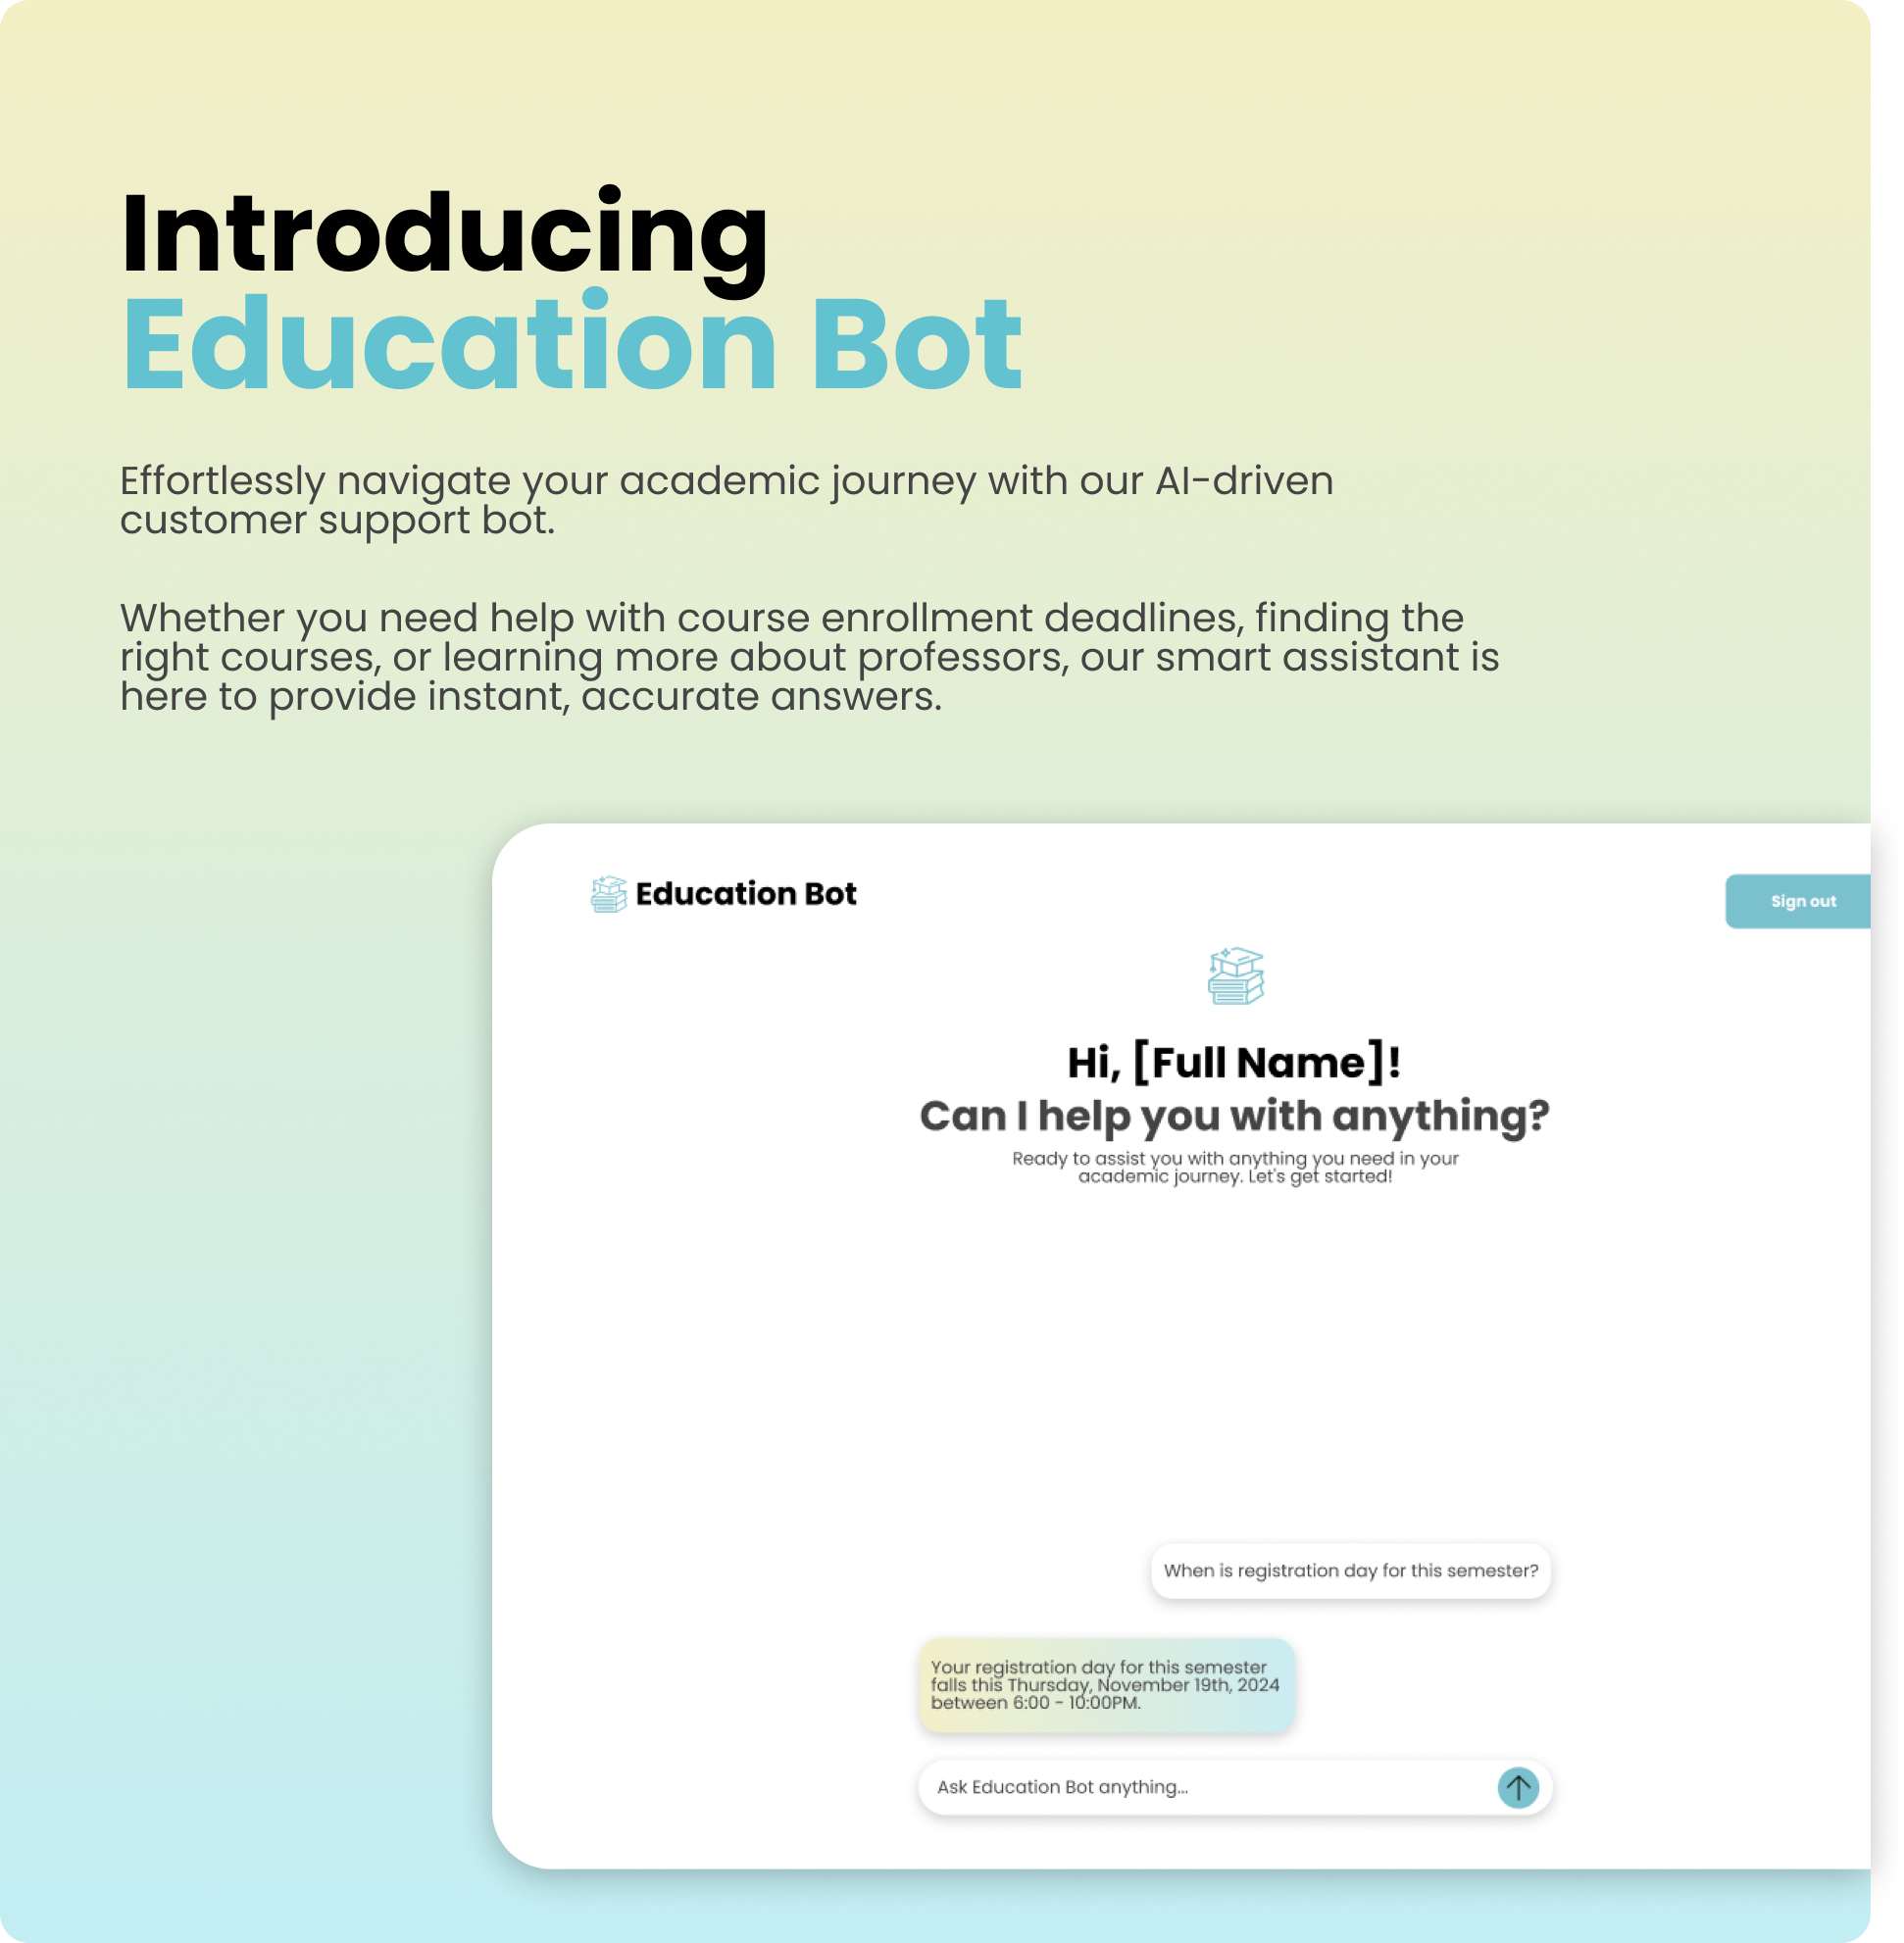 Introducing
Education Bot
Effortlessly navigate your academic journey with our AI-driven
customer support bot.
Whether you need help with course enrollment deadlines, finding the
right courses, or learning more about professors, our smart assistant is
here to provide instant, accurate answers.
Education Bot
Sign out
Hi, [Full Name]!
Can I help you with anything?
Ready to assist you with anything you need in your
academic journey. Let's get started!
When is registration day for this semester?
Your registration day for this semester
falls this Thursday, November 19th, 2024
between 6:00 - 10:00PM.
Ask Education Bot anything...